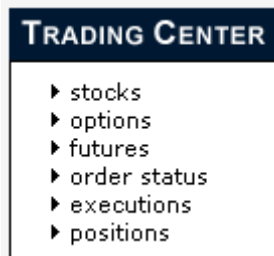 TRADING CENTER
stocks
options
futures
order status
executions
positions